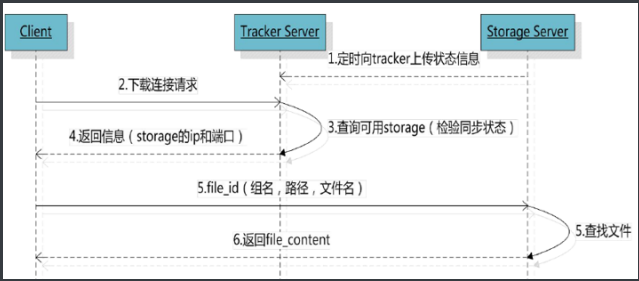 Client
Tracker Server
Storage Server
1.定时向tracker上传状态信息
2.下载连接请求
3.查询可用storage（检验同步状态）
4.返回信息（storage的ip和端口）
5.file_id（组名，路径，文件名）
5.查找文件
6.返回file_content